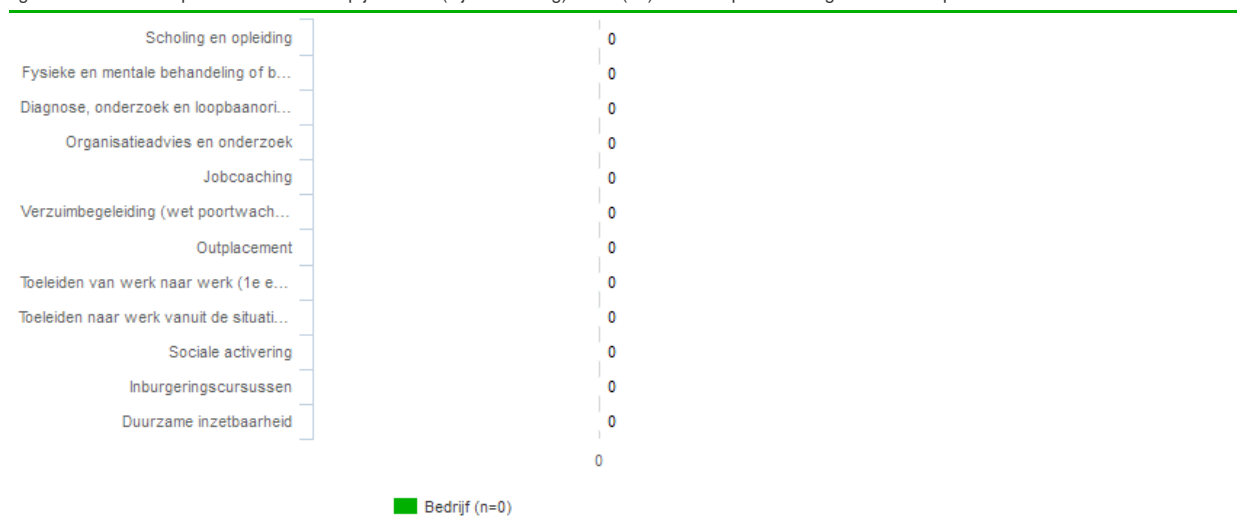 Scholing en opleiding 0
Fysieke en mentale behandeling of b... 0
Diagnose, onderzoek en loopbaanori... 0
Organisatieadvies en onderzoek 0
Jobcoaching 0
Verzuimbegeleiding (wet poortwach... 0
Outplacement 0
Toeleiden van werk naar werk (1e e... 0
Toeleiden naar werk vanuit de situati... 0
Sociale activering 0
Inburgeringscursussen 0
Duurzame inzetbaarheid 0
0
Bedrijf (n=0)